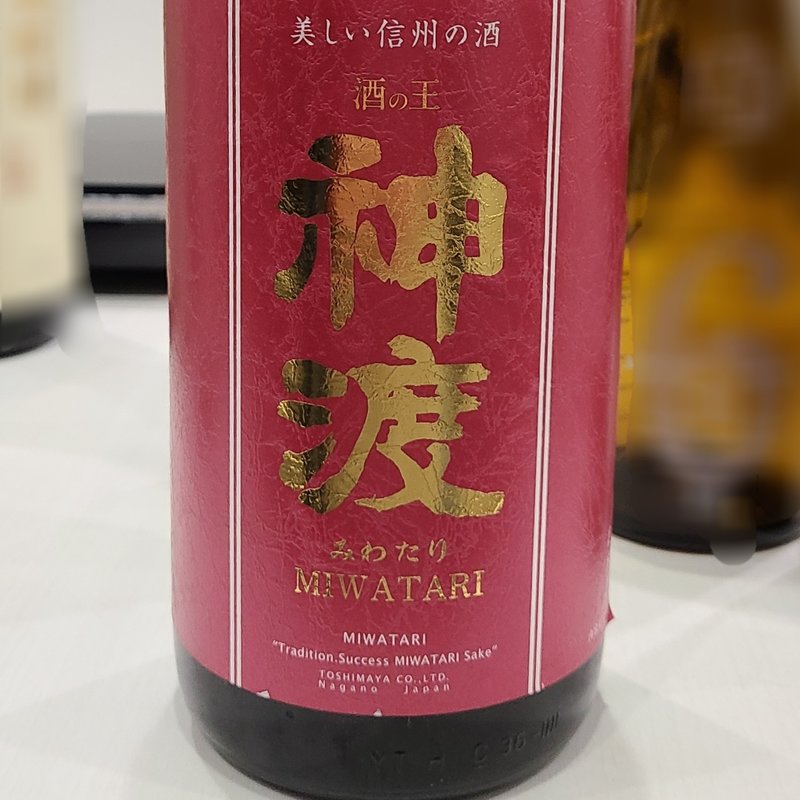 美しい信州の酒
酒の王
神
渡
みわたり
MIWATARI
MIWATARI
"Tradition.Success MIWATARI Sake"
TOSHIMAYA CO.,LTD.
Nagano Japan